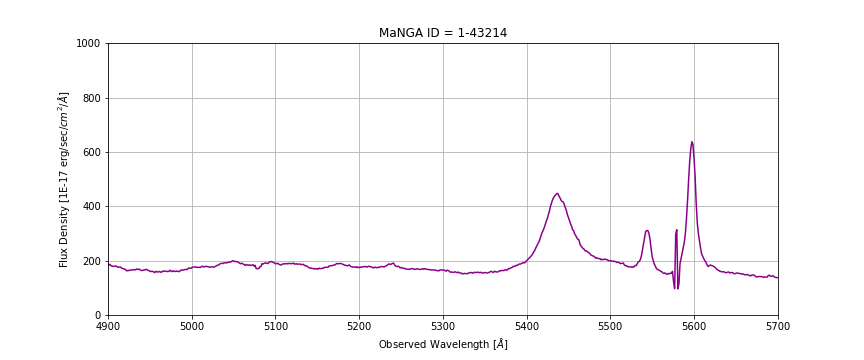 MaNGA ID = 1-43214
1000
800
600
400
200
0
Flux Density [1E-17 erg/sec/cm²/Å]
4900 5000 5100 5200 5300 5400 5500 5600 5700
Observed Wavelength [Å]